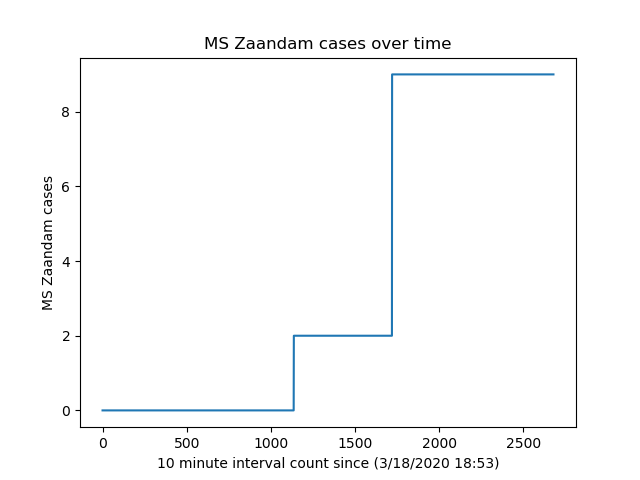 MS Zaandam cases over time
MS Zaandam cases
8
6
4
2
0
0 500 1000 1500 2000 2500
10 minute interval count since (3/18/2020 18:53)